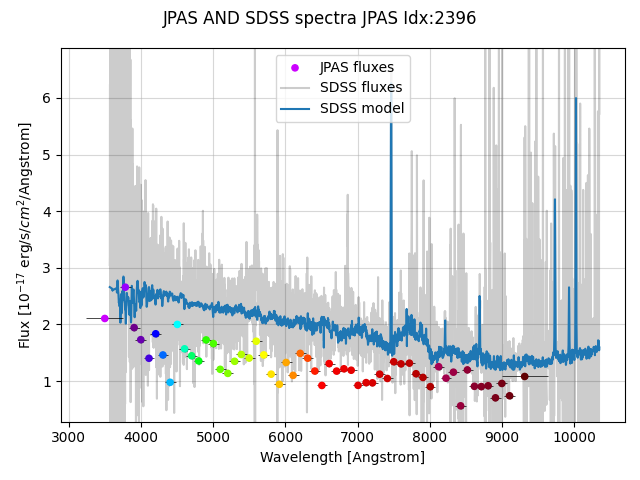 JPAS AND SDSS spectra JPAS Idx:2396
JPAS fluxes
SDSS fluxes
SDSS model
Flux [10⁻¹⁷ erg/s/cm²/Angstrom]
6
5
4
3
2
1
3000 4000 5000 6000 7000 8000 9000 10000
Wavelength [Angstrom]